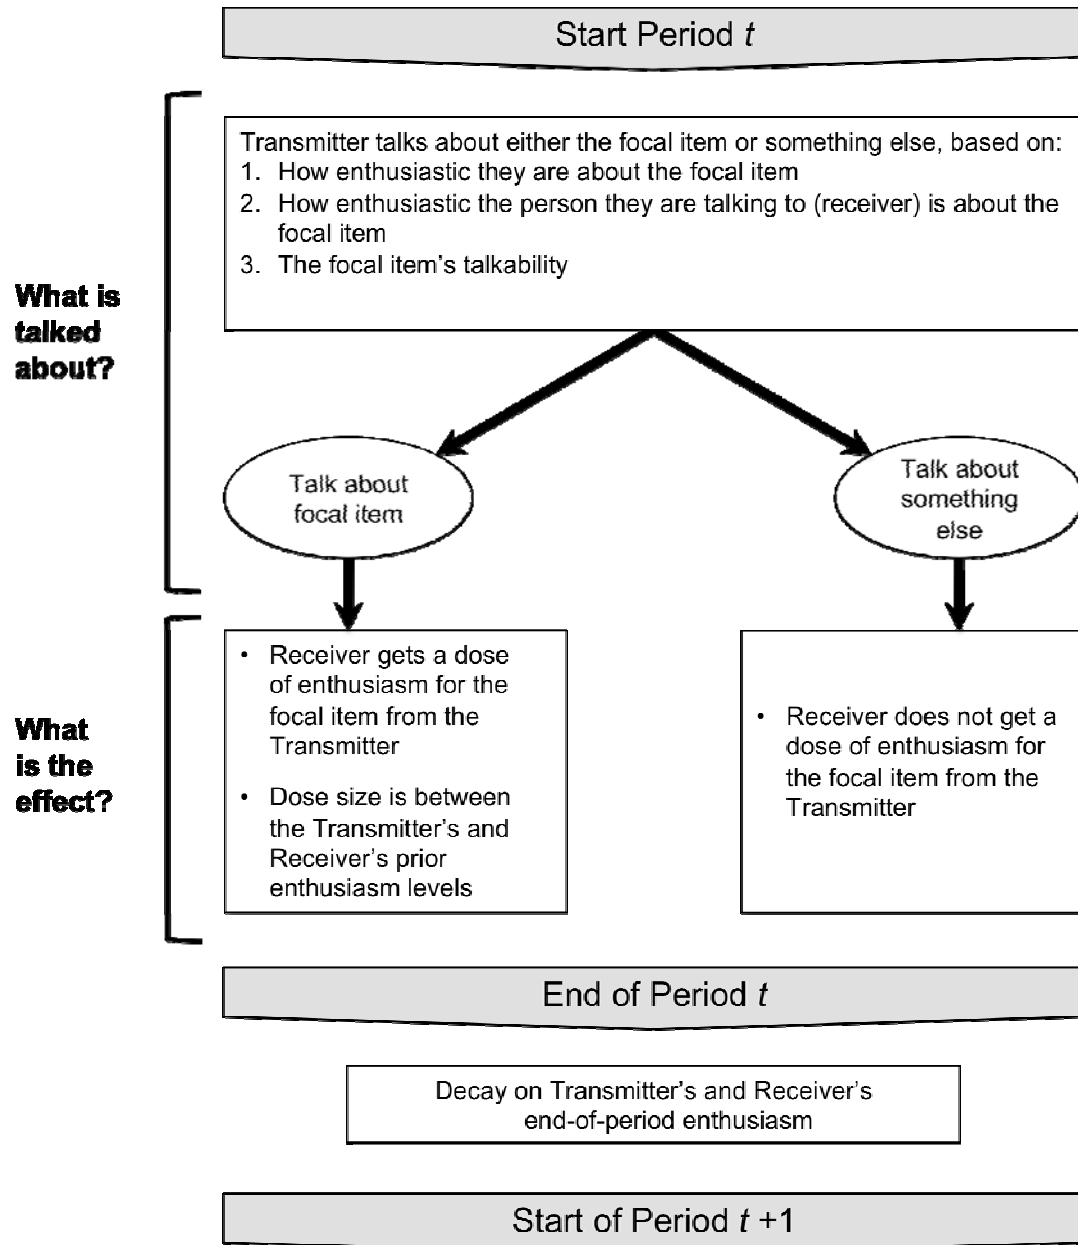 Start Period t
Transmitter talks about either the focal item or something else, based on:
1. How enthusiastic they are about the focal item
2. How enthusiastic the person they are talking to (receiver) is about the
focal item
3. The focal item's talkability
What is
talked
about?
Talk about
focal item
Talk about
something
else
What
is the
effect?
• Receiver gets a dose
of enthusiasm for the
focal item from the
Transmitter
• Dose size is between
the Transmitter's and
Receiver's prior
enthusiasm levels
• Receiver does not get a
dose of enthusiasm for
the focal item from the
Transmitter
End of Period t
Decay on Transmitter's and Receiver's
end-of-period enthusiasm
Start of Period t +1